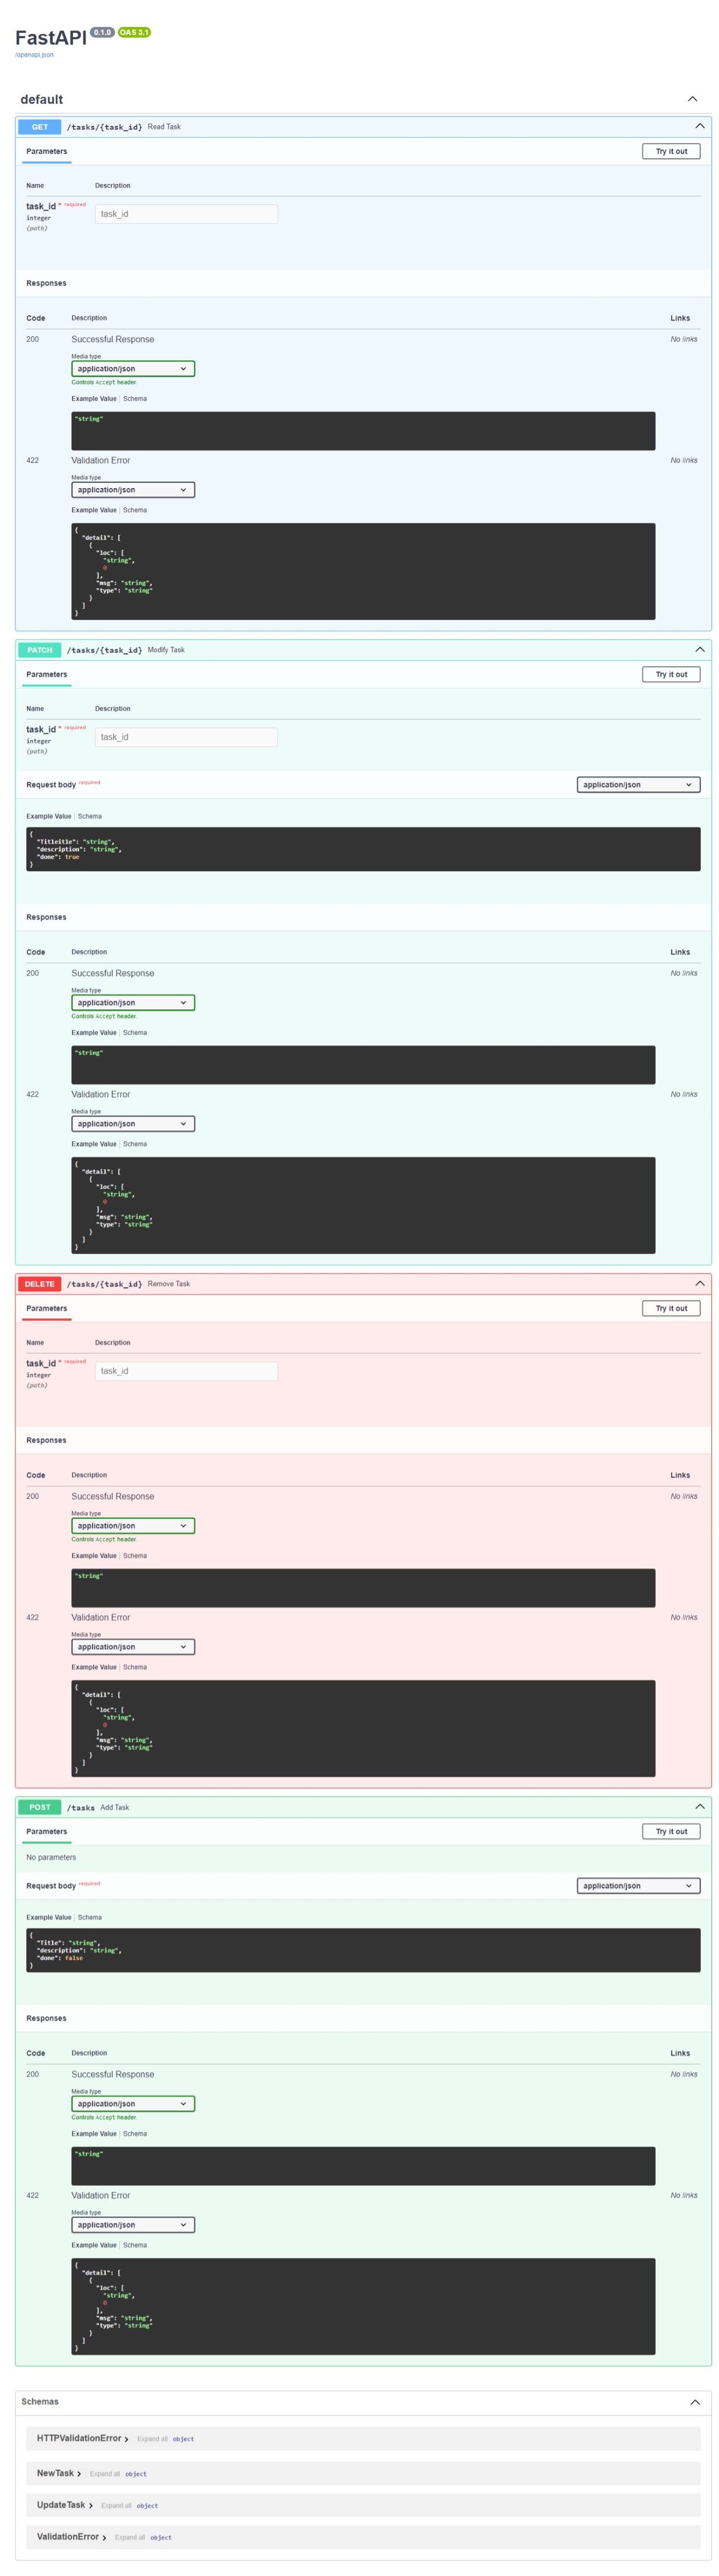 FastAPI 0.1.0 OAS 3.1
/openapi.json
default
GET /tasks/{task_id} Read Task
Parameters Try it out
Name Description
task_id * required task_id
integer
(path)
Responses
Code Description Links
200 Successful Response No links
Media type
application/json
Controls Accept header.
Example Value Schema
"string"
422 Validation Error No links
Media type
application/json
Example Value Schema
{
"detail": [
{
"loc": [
"string",
0
],
"msg": "string",
"type": "string"
}
]
}
PATCH /tasks/{task_id} Modify Task
Parameters Try it out
Name Description
task_id * required task_id
integer
(path)
Request body required application/json
Example Value Schema
{
"Titleitle": "string",
"description": "string",
"done": true
}
Responses
Code Description Links
200 Successful Response No links
Media type
application/json
Controls Accept header.
Example Value Schema
"string"
422 Validation Error No links
Media type
application/json
Example Value Schema
{
"detail": [
{
"loc": [
"string",
0
],
"msg": "string",
"type": "string"
}
]
}
DELETE /tasks/{task_id} Remove Task
Parameters Try it out
Name Description
task_id * required task_id
integer
(path)
Responses
Code Description Links
200 Successful Response No links
Media type
application/json
Controls Accept header.
Example Value Schema
"string"
422 Validation Error No links
Media type
application/json
Example Value Schema
{
"detail": [
{
"loc": [
"string",
0
],
"msg": "string",
"type": "string"
}
]
}
POST /tasks Add Task
Parameters Try it out
No parameters
Request body required application/json
Example Value Schema
{
"Title": "string",
"description": "string",
"done": false
}
Responses
Code Description Links
200 Successful Response No links
Media type
application/json
Controls Accept header.
Example Value Schema
"string"
422 Validation Error No links
Media type
application/json
Example Value Schema
{
"detail": [
{
"loc": [
"string",
0
],
"msg": "string",
"type": "string"
}
]
}
Schemas
HTTPValidationError Expand all object
NewTask Expand all object
UpdateTask Expand all object
ValidationError Expand all object